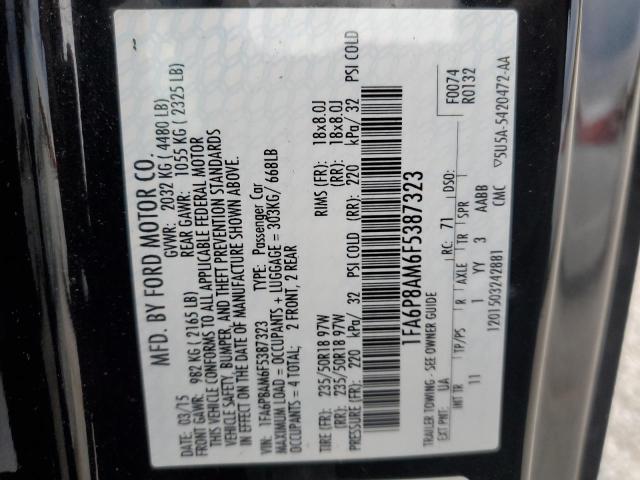 MFD. BY FORD MOTOR CO.
DATE: 03/15 GVWR: 2032 KG ( 4480 LB)
FRONT GAWR: 982 KG ( 2165 LB) REAR GAWR: 1055 KG ( 2325 LB)
THIS VEHICLE CONFORMS TO ALL APPLICABLE FEDERAL MOTOR
VEHICLE SAFETY, BUMPER, AND THEFT PREVENTION STANDARDS
IN EFFECT ON THE DATE OF MANUFACTURE SHOWN ABOVE.
VIN: 1FA6P8AM6F5387323 TYPE: Passenger Car
MAXIMUM LOAD = OCCUPANTS + LUGGAGE = 303KG/ 668LB
OCCUPANTS = 4 TOTAL: 2 FRONT, 2 REAR
TIRE (FR): 235/50R18 97W RIMS (FR): 18x8.0J
TIRE (RR): 235/50R18 97W (RR): 18x8.0J
PRESSURE (FR): 220 kPa/ 32 PSI COLD (RR): 220 kPa/ 32 PSI COLD
1FA6P8AM6F5387323
TRAILER TOWING - SEE OWNER GUIDE
F0074
EXT PNT: UA RC: 71 DSO: R0132
INT TR TP/PS R AXLE TR SPR
11 1 YY 3 AABB
1201503242881 CMC ▽5U5A-5420472-AA